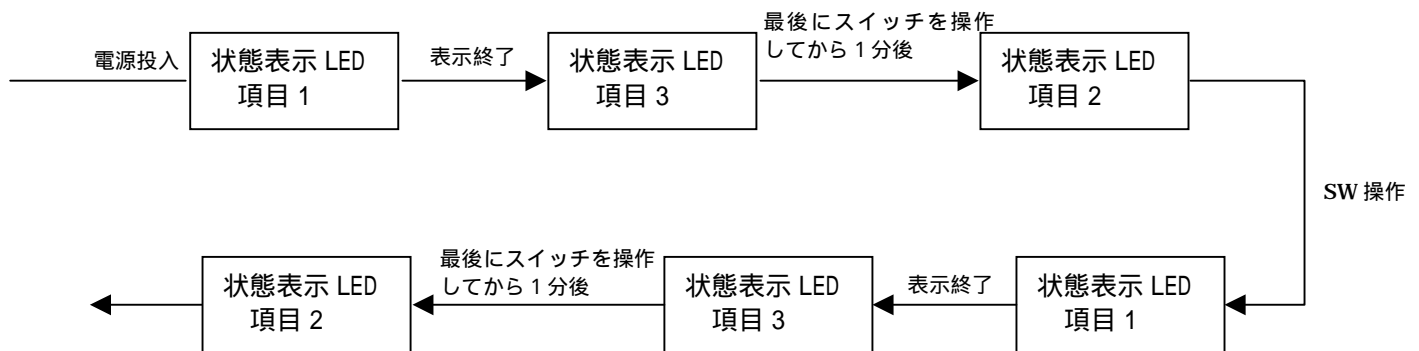 電源投入
状態表示 LED
項目 1
表示終了
状態表示 LED
項目 3
最後にスイッチを操作
してから 1 分後
状態表示 LED
項目 2
SW 操作
状態表示 LED
項目 1
表示終了
状態表示 LED
項目 3
最後にスイッチを操作
してから 1 分後
状態表示 LED
項目 2